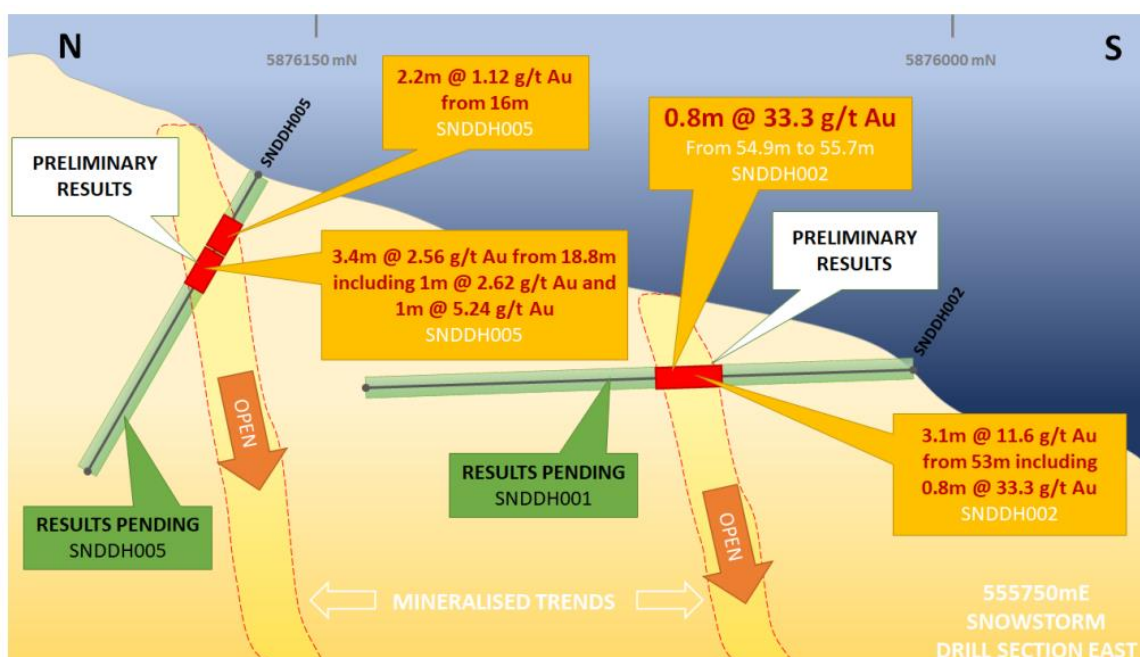 N
S
5876150 mN
5876000 mN
SNDDH005
2.2m @ 1.12 g/t Au
from 16m
SNDDH005
0.8m @ 33.3 g/t Au
From 54.9m to 55.7m
SNDDH002
PRELIMINARY
RESULTS
3.4m @ 2.56 g/t Au from 18.8m
including 1m @ 2.62 g/t Au and
1m @ 5.24 g/t Au
SNDDH005
PRELIMINARY
RESULTS
SNDDH002
OPEN
RESULTS PENDING
SNDDH001
3.1m @ 11.6 g/t Au
from 53m including
0.8m @ 33.3 g/t Au
SNDDH002
RESULTS PENDING
SNDDH005
OPEN
MINERALISED TRENDS
555750mE
SNOWSTORM
DRILL SECTION EAST